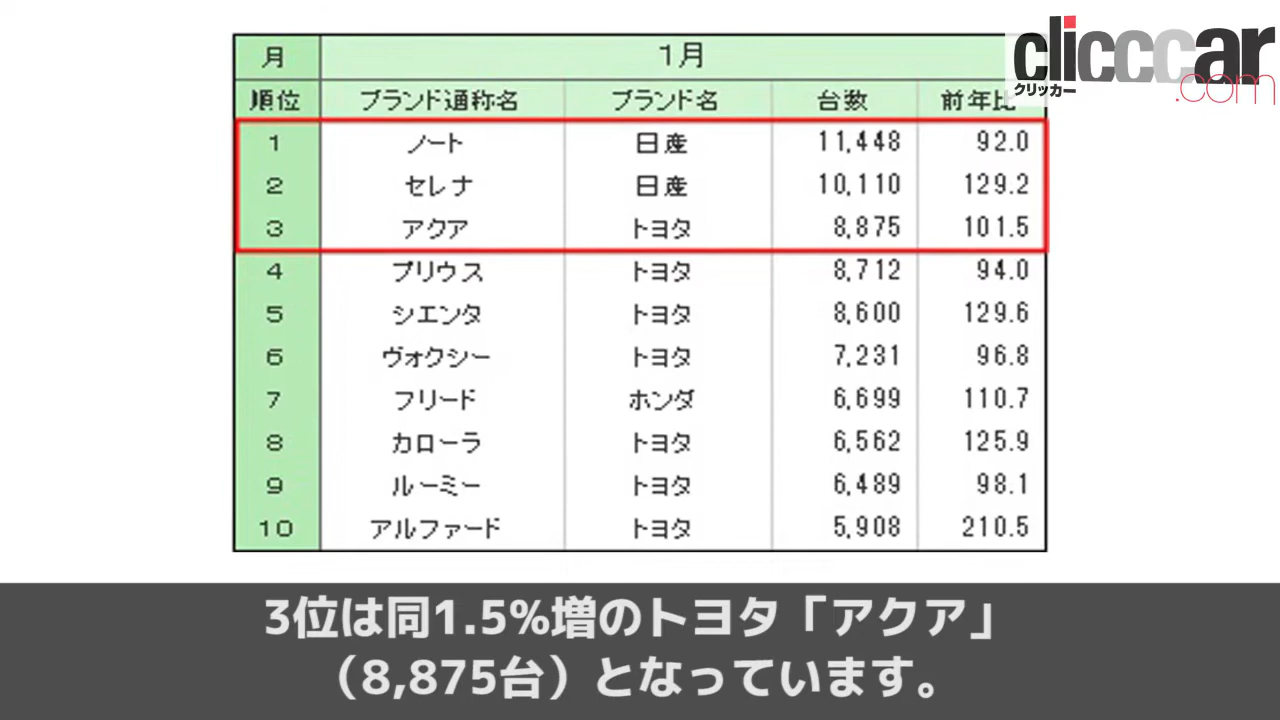 clicccar
クリッカー
.com
月 1月
順位 ブランド通称名 ブランド名 台数 前年比
1 ノート 日産 11,448 92.0
2 セレナ 日産 10,110 129.2
3 アクア トヨタ 8,875 101.5
4 プリウス トヨタ 8,712 94.0
5 シエンタ トヨタ 8,600 129.6
6 ヴォクシー トヨタ 7,231 96.8
7 フリード ホンダ 6,699 110.7
8 カローラ トヨタ 6,562 125.9
9 ルーミー トヨタ 6,489 98.1
10 アルファード トヨタ 5,908 210.5
3位は同1.5%増のトヨタ「アクア」
（8,875台）となっています。